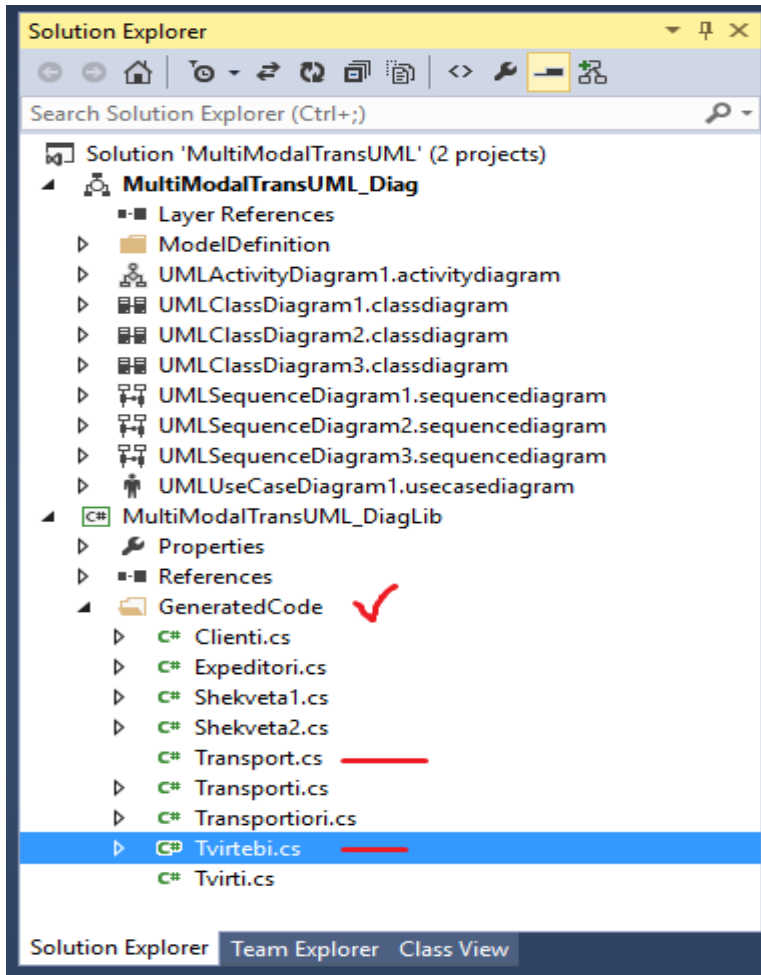 Solution Explorer
Search Solution Explorer (Ctrl+;)
Solution 'MultiModalTransUML' (2 projects)
MultiModalTransUML_Diag
Layer References
ModelDefinition
UMLActivityDiagram1.activitydiagram
UMLClassDiagram1.classdiagram
UMLClassDiagram2.classdiagram
UMLClassDiagram3.classdiagram
UMLSequenceDiagram1.sequencediagram
UMLSequenceDiagram2.sequencediagram
UMLSequenceDiagram3.sequencediagram
UMLUseCaseDiagram1.usecasediagram
C# MultiModalTransUML_DiagLib
Properties
References
GeneratedCode
C# Clienti.cs
C# Expeditori.cs
C# Shekveta1.cs
C# Shekveta2.cs
C# Transport.cs
C# Transporti.cs
C# Transportiori.cs
C# Tvirtebi.cs
C# Tvirti.cs
Solution Explorer Team Explorer Class View